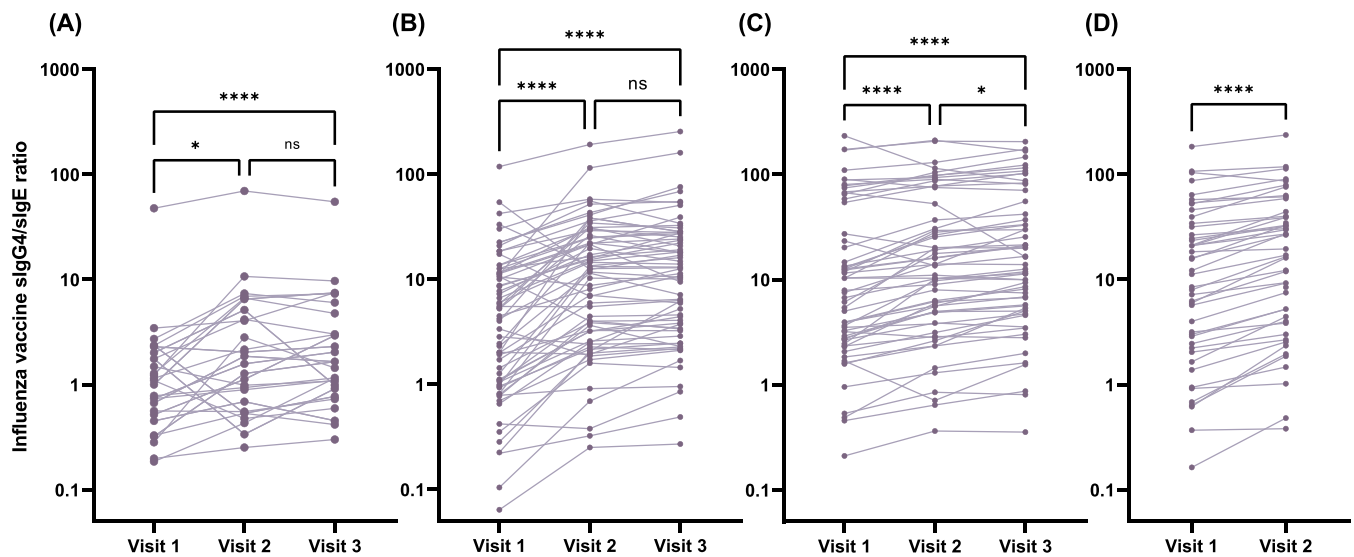 (A) (B) (C) (D)
**** **** ****
1000 1000 1000 1000
**** **** ns **** * ****
* ns
100 100 100 100
Influenza vaccine sIgG4/sIgE ratio
10 10 10 10
1 1 1 1
0.1 0.1 0.1 0.1
Visit 1 Visit 2 Visit 3 Visit 1 Visit 2 Visit 3 Visit 1 Visit 2 Visit 3 Visit 1 Visit 2